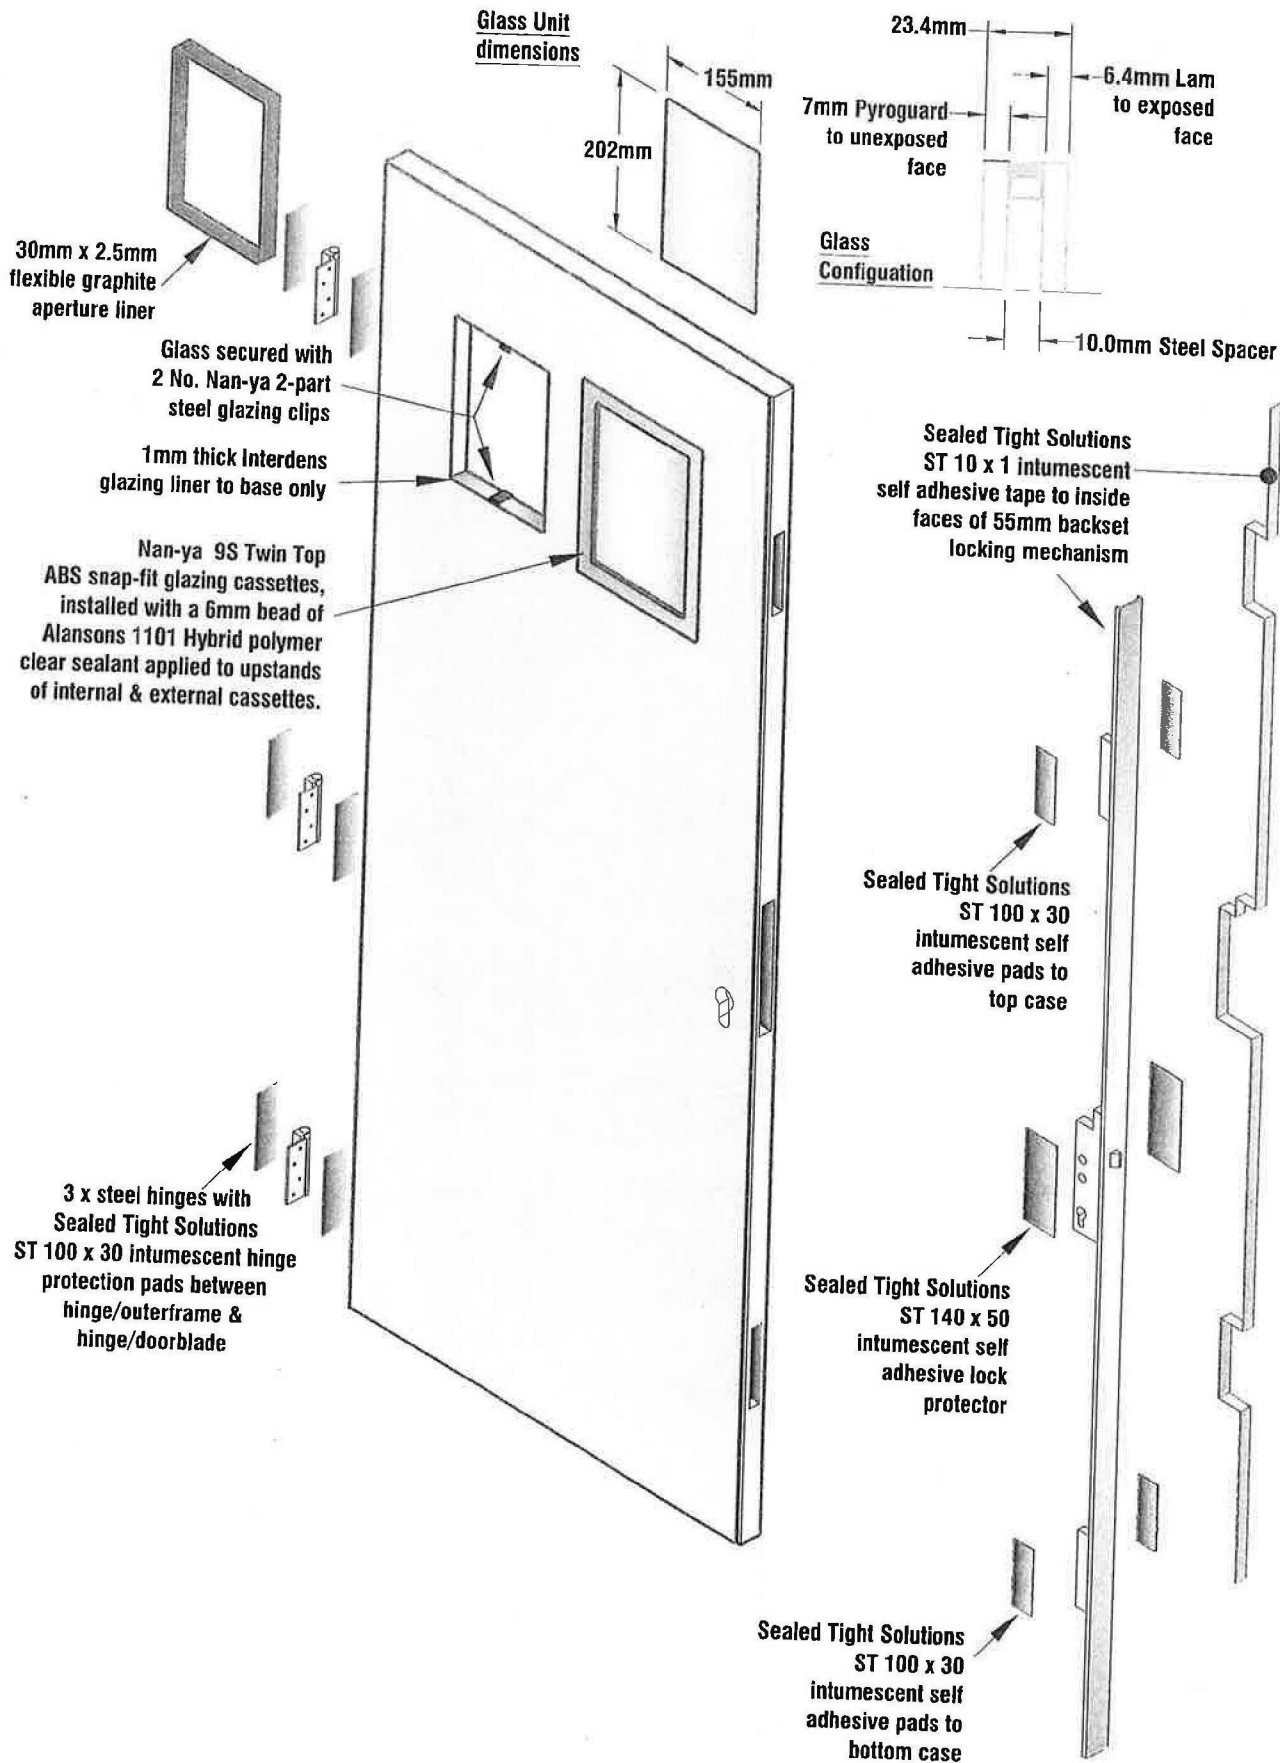 Glass Unit
dimensions
155mm
202mm
23.4mm
6.4mm Lam
to exposed
face
7mm Pyroguard
to unexposed
face
Glass
Configuation
10.0mm Steel Spacer
30mm x 2.5mm
flexible graphite
aperture liner
Glass secured with
2 No. Nan-ya 2-part
steel glazing clips
1mm thick Interdens
glazing liner to base only
Nan-ya 9S Twin Top
ABS snap-fit glazing cassettes,
installed with a 6mm bead of
Alansons 1101 Hybrid polymer
clear sealant applied to upstands
of internal & external cassettes.
3 x steel hinges with
Sealed Tight Solutions
ST 100 x 30 intumescent hinge
protection pads between
hinge/outerframe &
hinge/doorblade
Sealed Tight Solutions
ST 10 x 1 intumescent
self adhesive tape to inside
faces of 55mm backset
locking mechanism
Sealed Tight Solutions
ST 100 x 30
intumescent self
adhesive pads to
top case
Sealed Tight Solutions
ST 140 x 50
intumescent self
adhesive lock
protector
Sealed Tight Solutions
ST 100 x 30
intumescent self
adhesive pads to
bottom case